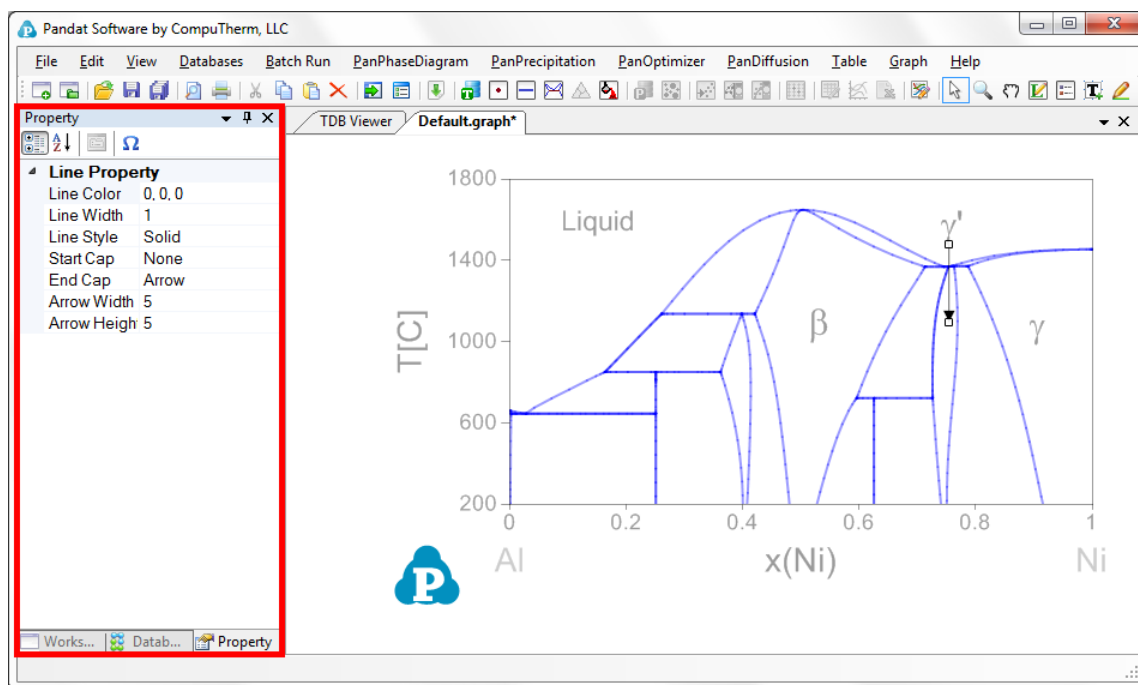 Pandat Software by CompuTherm, LLC
File Edit View Databases Batch Run PanPhaseDiagram PanPrecipitation PanOptimizer PanDiffusion Table Graph Help
Property
TDB Viewer Default.graph*
Line Property
Line Color 0, 0, 0
Line Width 1
Line Style Solid
Start Cap None
End Cap Arrow
Arrow Width 5
Arrow Heigh 5
1800
1400
1000
600
200
T[C]
Liquid
γ'
β
γ
0 0.2 0.4 0.6 0.8 1
Al x(Ni) Ni
P
Works... Datab... Property